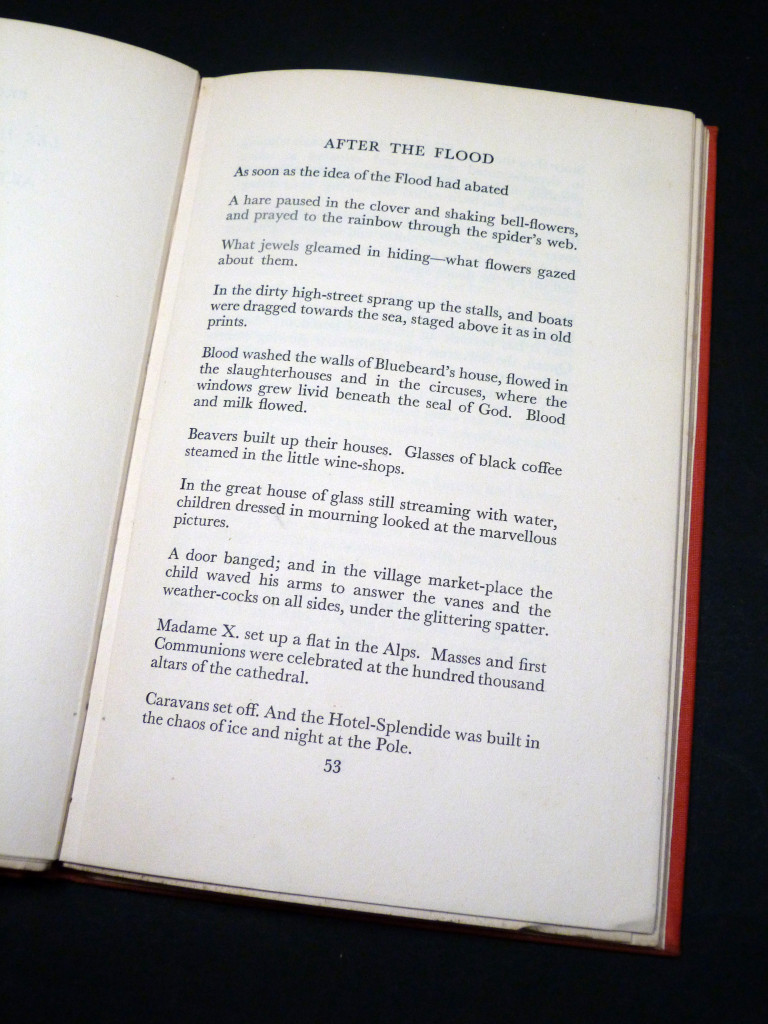 AFTER THE FLOOD
As soon as the idea of the Flood had abated
A hare paused in the clover and shaking bell-flowers,
and prayed to the rainbow through the spider's web.
What jewels gleamed in hiding—what flowers gazed
about them.
In the dirty high-street sprang up the stalls, and boats
were dragged towards the sea, staged above it as in old
prints.
Blood washed the walls of Bluebeard's house, flowed in
the slaughterhouses and in the circuses, where the
windows grew livid beneath the seal of God. Blood
and milk flowed.
Beavers built up their houses. Glasses of black coffee
steamed in the little wine-shops.
In the great house of glass still streaming with water,
children dressed in mourning looked at the marvellous
pictures.
A door banged; and in the village market-place the
child waved his arms to answer the vanes and the
weather-cocks on all sides, under the glittering spatter.
Madame X. set up a flat in the Alps. Masses and first
Communions were celebrated at the hundred thousand
altars of the cathedral.
Caravans set off. And the Hotel-Splendide was built in
the chaos of ice and night at the Pole.
53